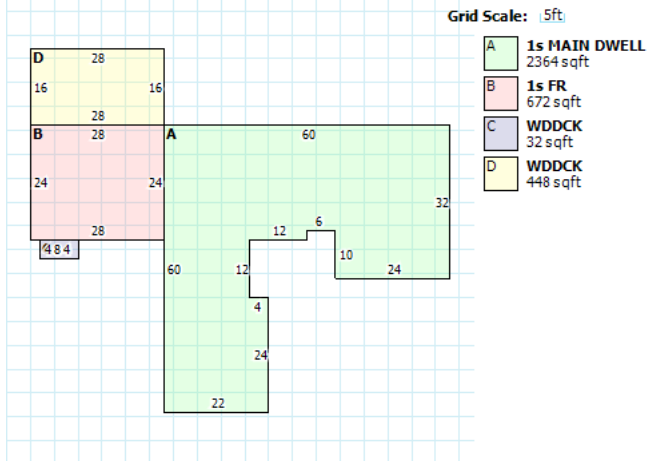 Grid Scale: 5ft
A 1s MAIN DWELL
2364 sqft
B 1s FR
672 sqft
C WDDCK
32 sqft
D WDDCK
448 sqft
D 28
16 16
28
B 28 A 60
24 24
32
28
12 6
4 8 4
60 12 10 24
4
24
22